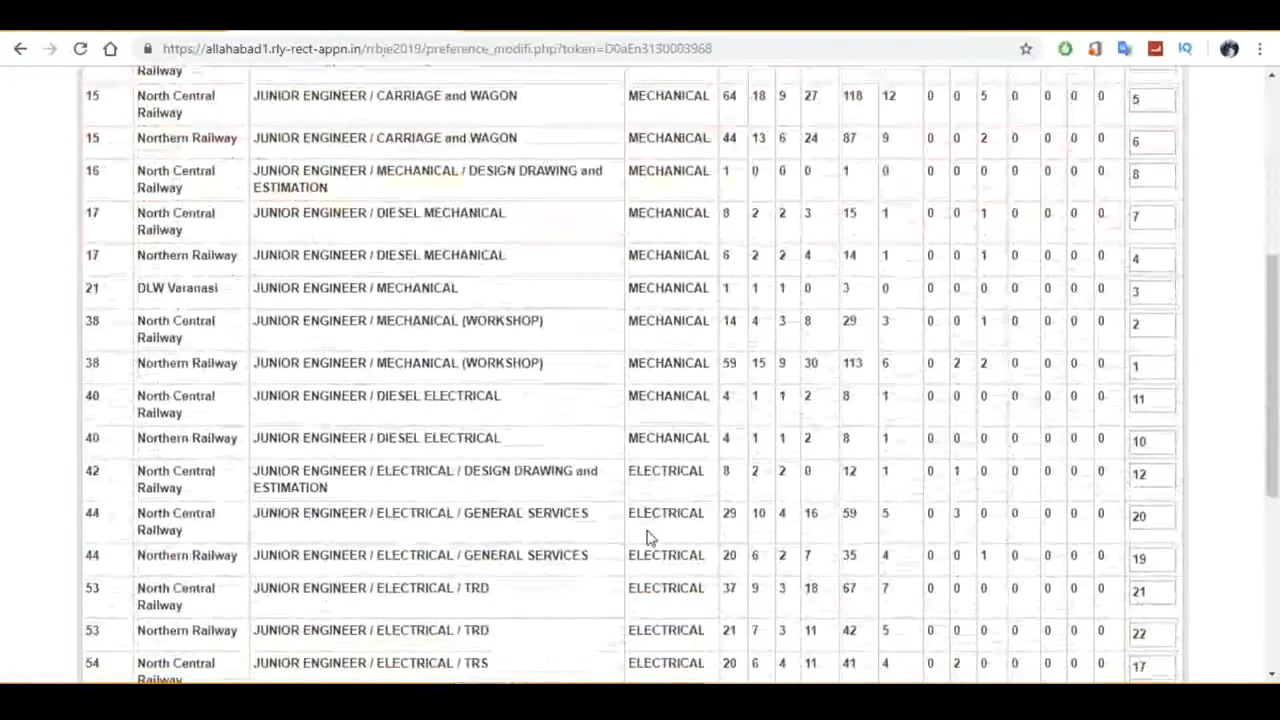 https://allahabad1.rly-rect-appn.in/rrbje2019/preference_modifi.php?token=D0aEn3130003968
Railway
15 North Central Railway JUNIOR ENGINEER / CARRIAGE and WAGON MECHANICAL 64 18 9 27 118 12 0 0 5 0 0 0 0 5
15 Northern Railway JUNIOR ENGINEER / CARRIAGE and WAGON MECHANICAL 44 13 6 24 87 9 0 0 2 0 0 0 0 6
16 North Central Railway JUNIOR ENGINEER / MECHANICAL / DESIGN DRAWING and ESTIMATION MECHANICAL 1 0 0 0 1 0 0 0 0 0 0 0 0 8
17 North Central Railway JUNIOR ENGINEER / DIESEL MECHANICAL MECHANICAL 8 2 2 3 15 1 0 0 1 0 0 0 0 7
17 Northern Railway JUNIOR ENGINEER / DIESEL MECHANICAL MECHANICAL 6 2 2 4 14 1 0 0 1 0 0 0 0 4
21 DLW Varanasi JUNIOR ENGINEER / MECHANICAL MECHANICAL 1 1 1 0 3 0 0 0 0 0 0 0 0 3
38 North Central Railway JUNIOR ENGINEER / MECHANICAL (WORKSHOP) MECHANICAL 14 4 3 8 29 3 0 0 1 0 0 0 0 2
38 Northern Railway JUNIOR ENGINEER / MECHANICAL (WORKSHOP) MECHANICAL 59 15 9 30 113 6 0 2 2 0 0 0 0 1
40 North Central Railway JUNIOR ENGINEER / DIESEL ELECTRICAL MECHANICAL 4 1 1 2 8 1 0 0 0 0 0 0 0 11
40 Northern Railway JUNIOR ENGINEER / DIESEL ELECTRICAL MECHANICAL 4 1 1 2 8 1 0 0 0 0 0 0 0 10
42 North Central Railway JUNIOR ENGINEER / ELECTRICAL / DESIGN DRAWING and ESTIMATION ELECTRICAL 8 2 2 0 12 1 0 1 0 0 0 0 0 12
44 North Central Railway JUNIOR ENGINEER / ELECTRICAL / GENERAL SERVICES ELECTRICAL 29 10 4 16 59 5 0 3 0 0 0 0 0 20
44 Northern Railway JUNIOR ENGINEER / ELECTRICAL / GENERAL SERVICES ELECTRICAL 20 6 2 7 35 4 0 0 1 0 0 0 0 19
53 North Central Railway JUNIOR ENGINEER / ELECTRICAL / TRD ELECTRICAL 37 9 3 18 67 7 0 0 0 0 0 0 0 21
53 Northern Railway JUNIOR ENGINEER / ELECTRICAL / TRD ELECTRICAL 21 7 3 11 42 5 0 0 0 0 0 0 0 22
54 North Central Railway JUNIOR ENGINEER / ELECTRICAL / TRS ELECTRICAL 20 6 4 11 41 4 0 2 0 0 0 0 0 17